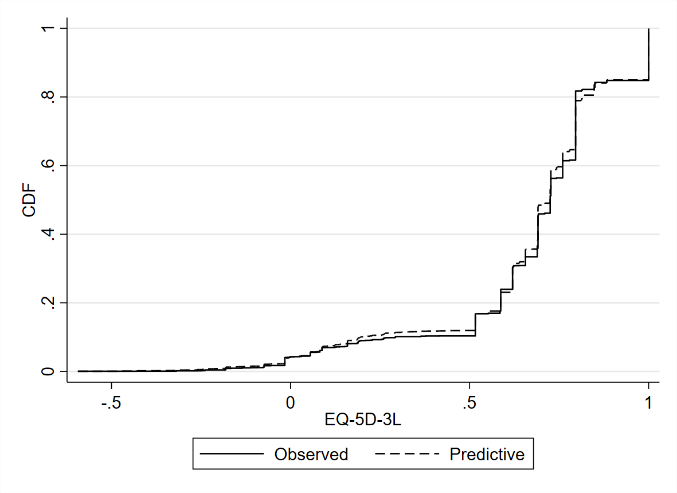 1
.8
.6
.4
.2
0
CDF
-.5
0
.5
1
EQ-5D-3L
Observed
Predictive